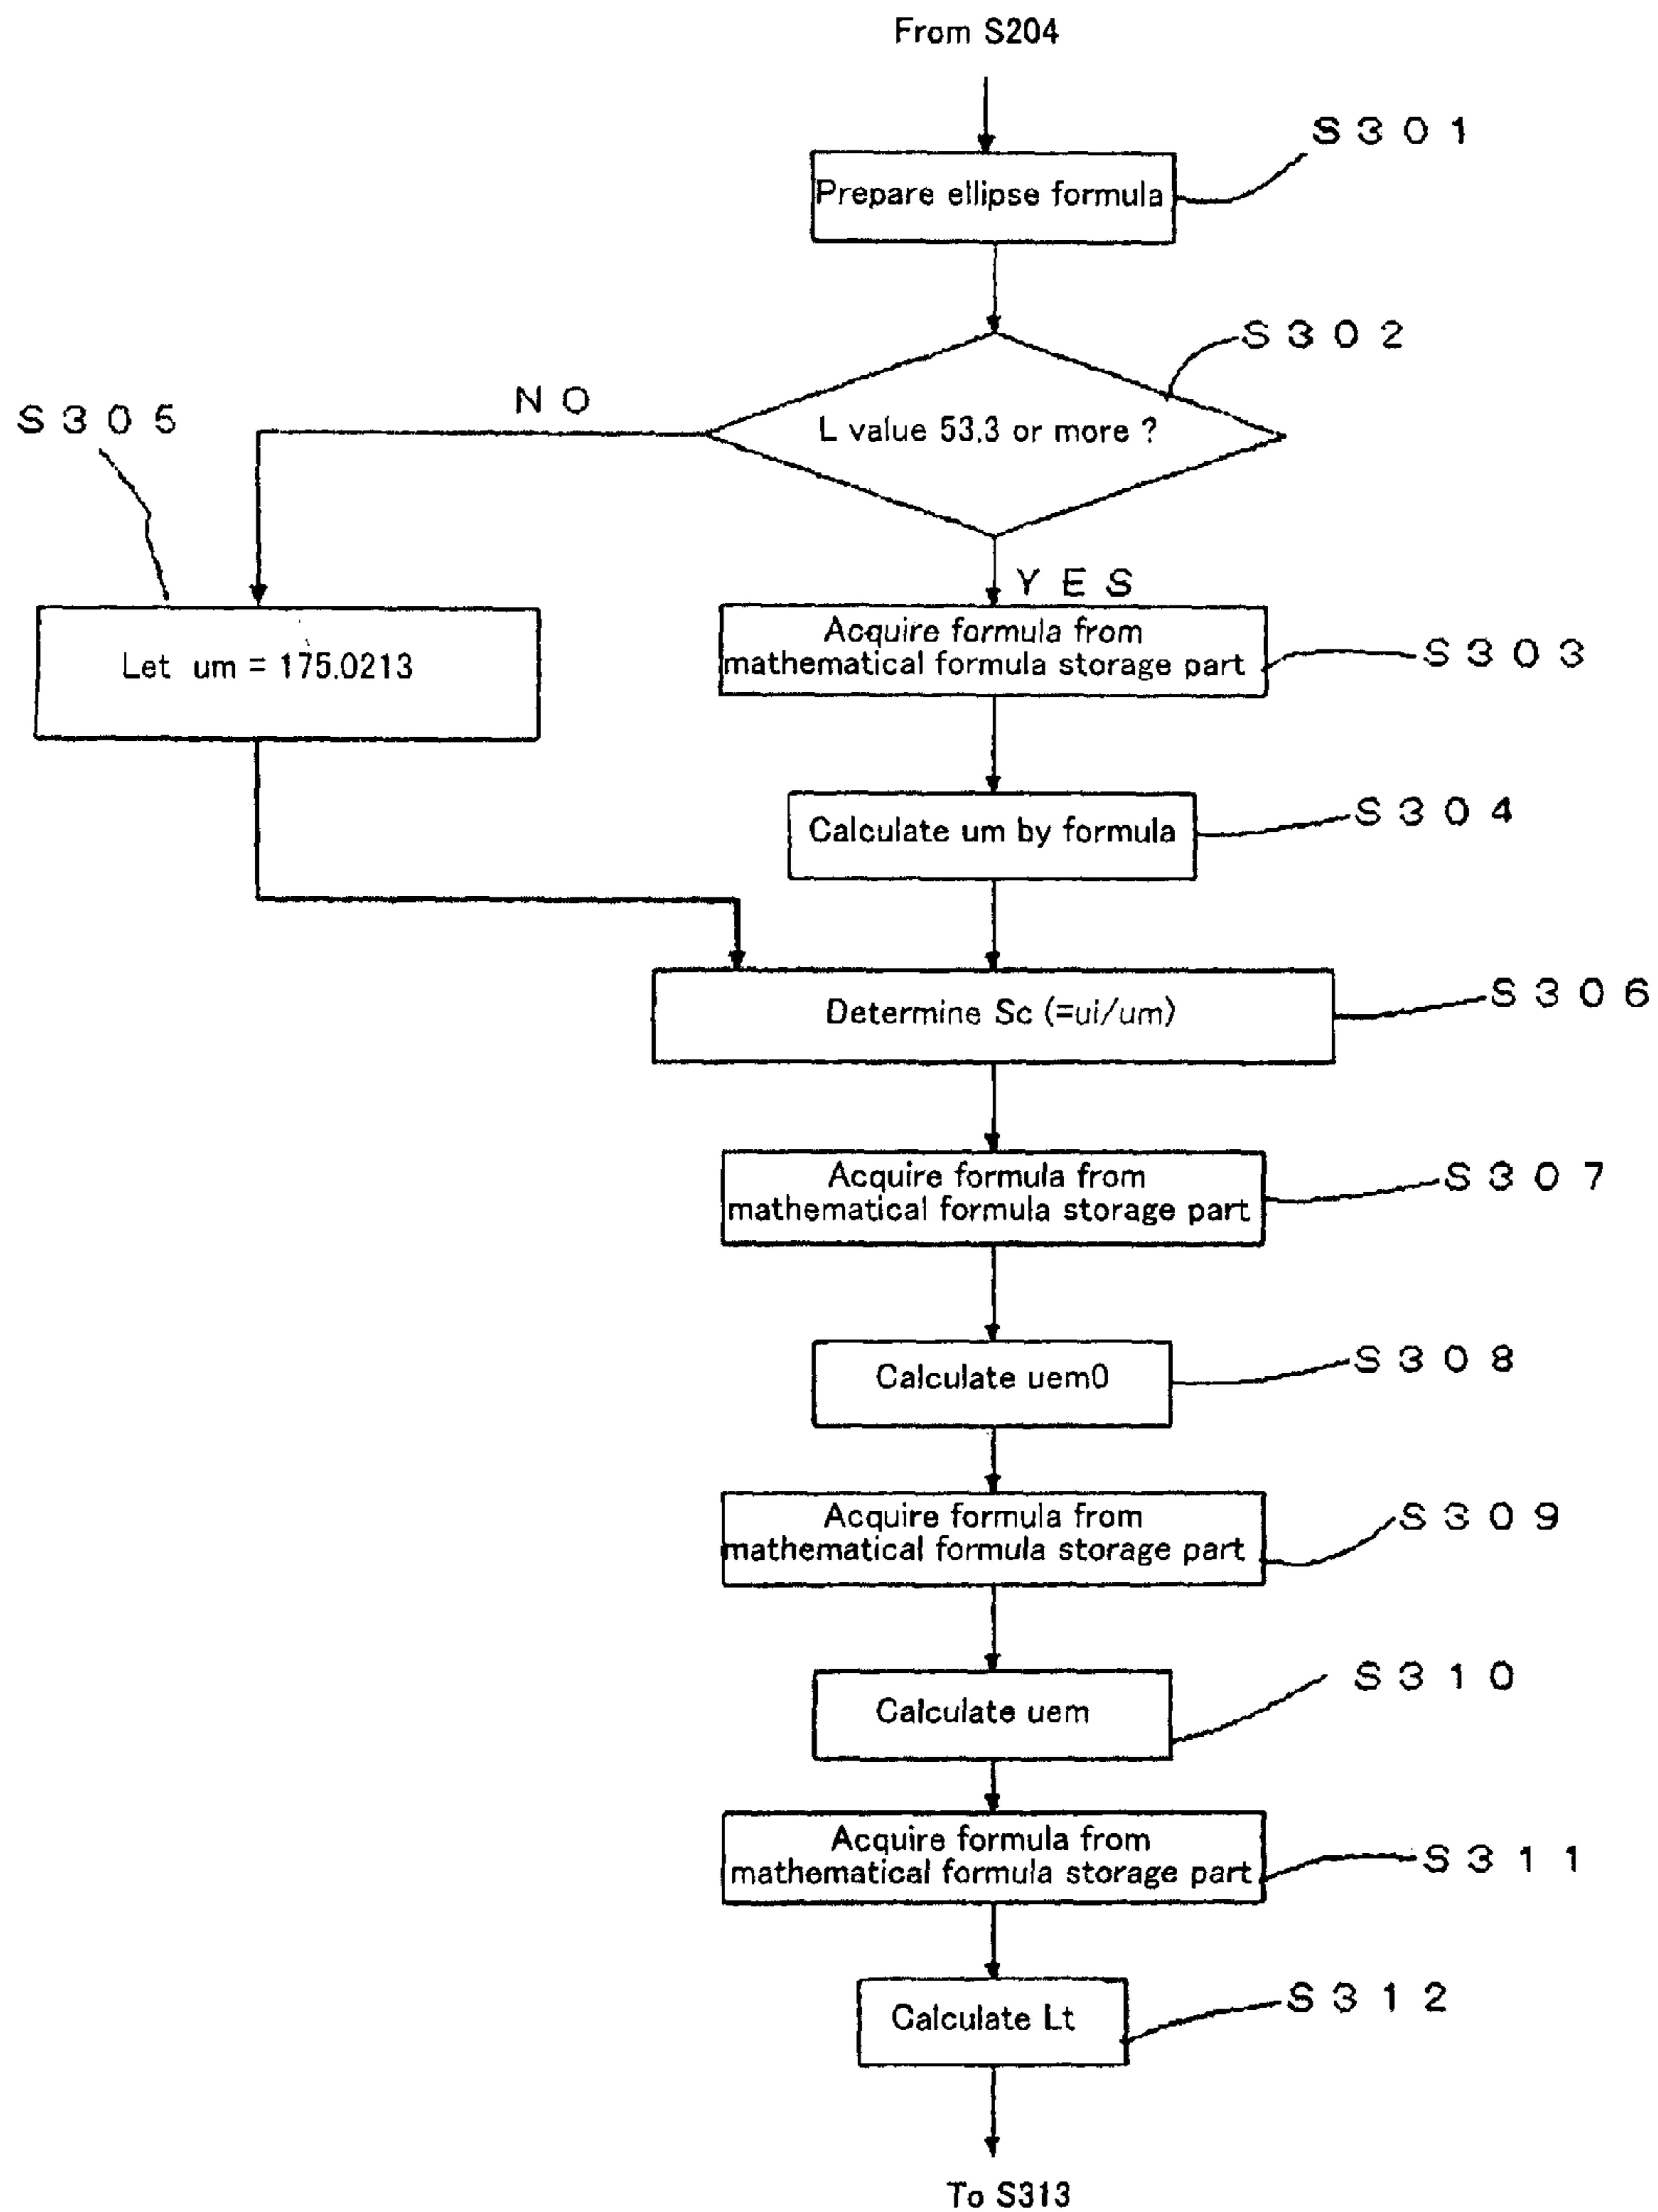 From S204
S301
Prepare ellipse formula
S302
NO
L value 53.3 or more ?
S305
YES
Let um = 175.0213
Acquire formula from
mathematical formula storage part
S303
Calculate um by formula
S304
Determine Sc (=ui/um)
S306
Acquire formula from
mathematical formula storage part
S307
Calculate uem0
S308
Acquire formula from
mathematical formula storage part
S309
Calculate uem
S310
Acquire formula from
mathematical formula storage part
S311
Calculate Lt
S312
To S313